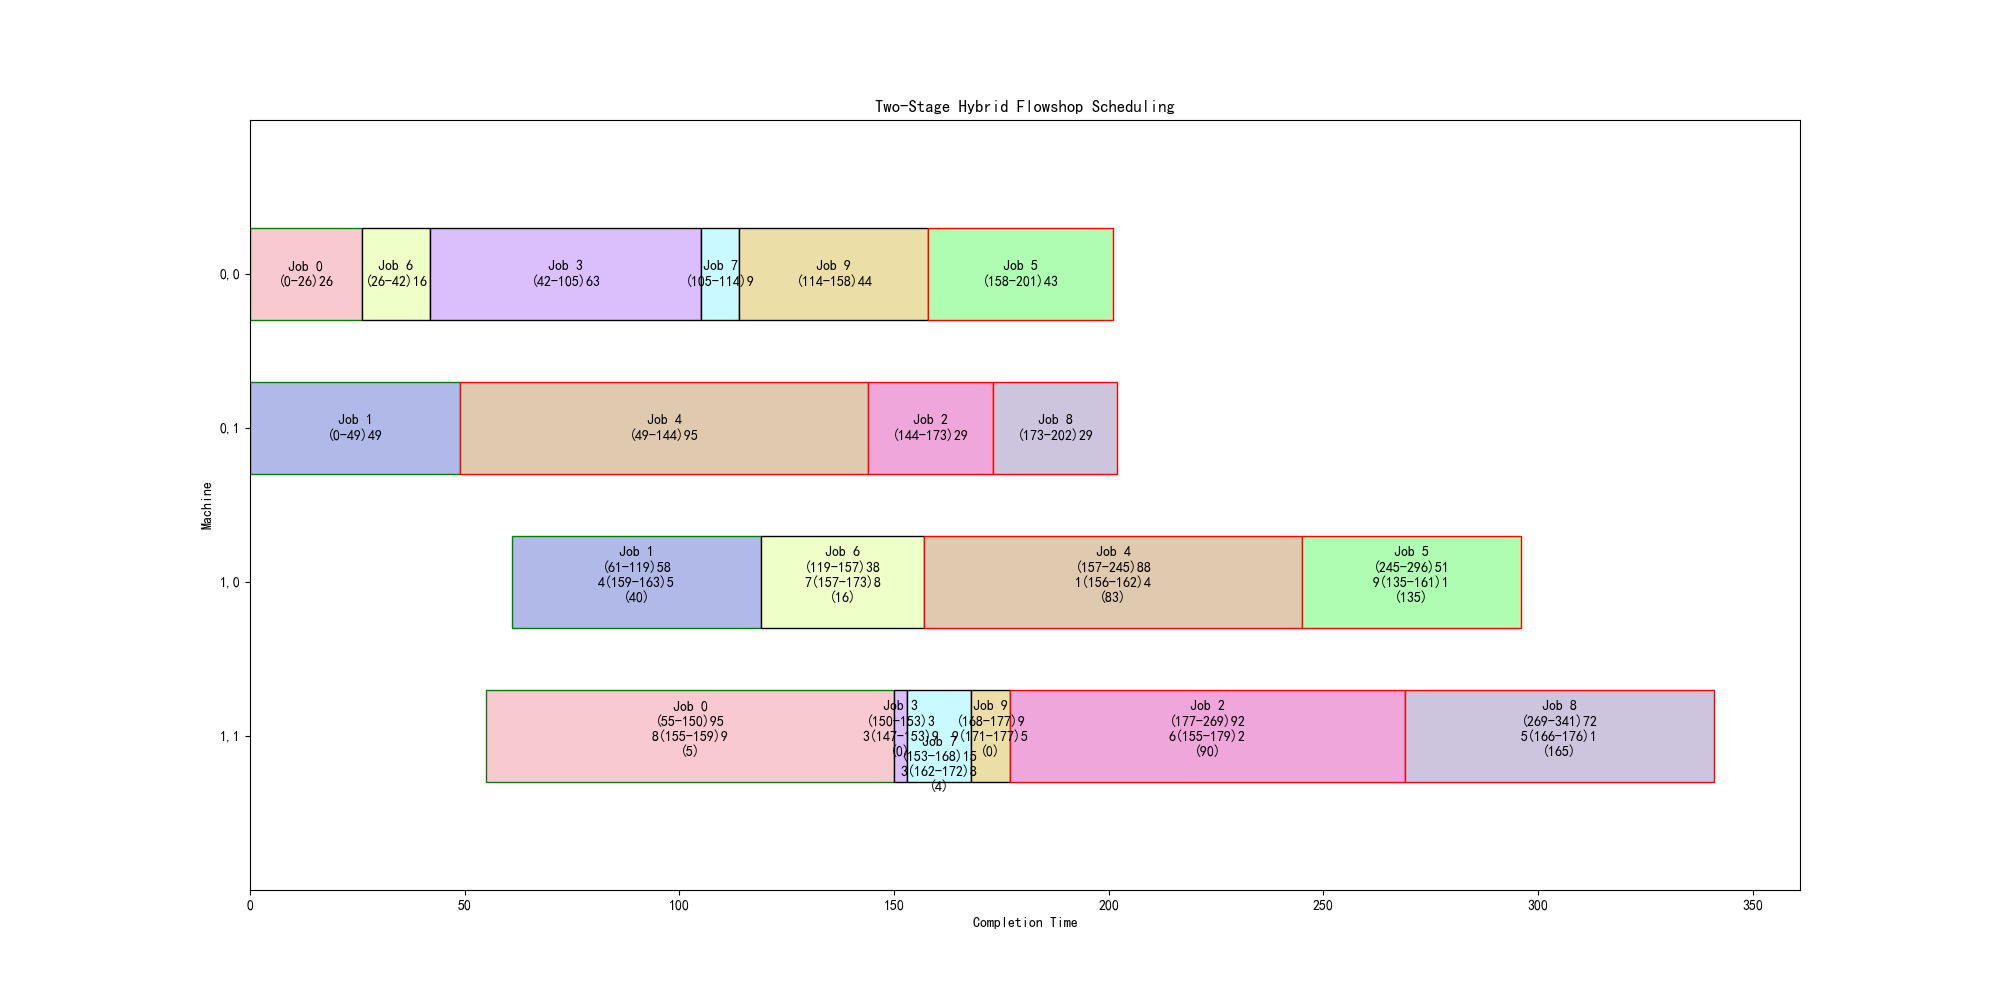 Two-Stage Hybrid Flowshop Scheduling
Machine
0,0
Job 0
(0-26)26
Job 6
(26-42)16
Job 3
(42-105)63
Job 7
(105-114)9
Job 9
(114-158)44
Job 5
(158-201)43
0,1
Job 1
(0-49)49
Job 4
(49-144)95
Job 2
(144-173)29
Job 8
(173-202)29
1,0
Job 1
(61-119)58
4(159-163)5
(40)
Job 6
(119-157)38
7(157-173)8
(16)
Job 4
(157-245)88
1(156-162)4
(83)
Job 5
(245-296)51
9(135-161)1
(135)
1,1
Job 0
(55-150)95
8(155-159)9
(5)
Job 3
(150-153)3
3(147-153)9
(0)
Job 7
(153-168)15
3(162-172)8
(4)
Job 9
(168-177)9
(171-177)5
(0)
Job 2
(177-269)92
6(155-179)2
(90)
Job 8
(269-341)72
5(166-176)1
(165)
0
50
100
150
200
250
300
350
Completion Time